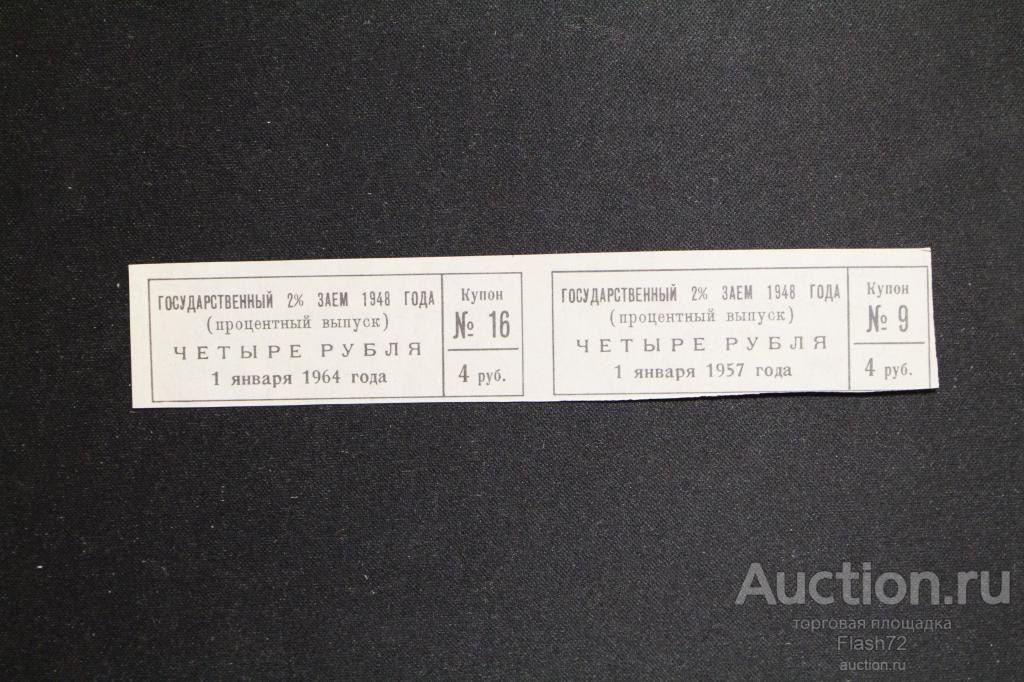 ГОСУДАРСТВЕННЫЙ 2% ЗАЕМ 1948 ГОДА
(процентный выпуск)
ЧЕТЫРЕ РУБЛЯ
1 января 1964 года
Купон
№ 16
4 руб.
ГОСУДАРСТВЕННЫЙ 2% ЗАЕМ 1948 ГОДА
(процентный выпуск)
ЧЕТЫРЕ РУБЛЯ
1 января 1957 года
Купон
№ 9
4 руб.
Auction.ru
торговая площадка
Flash72
auction.ru